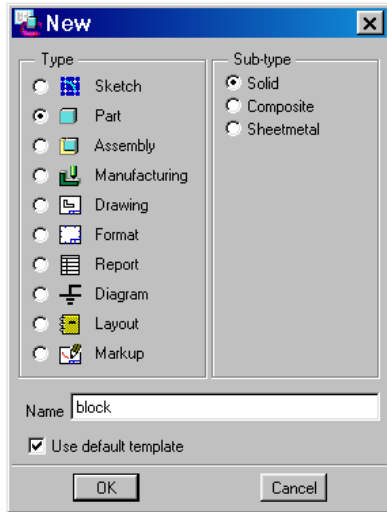 New
Type
Sketch
Part
Assembly
Manufacturing
Drawing
Format
Report
Diagram
Layout
Markup
Sub-type
Solid
Composite
Sheetmetal
Name block
Use default template
OK Cancel